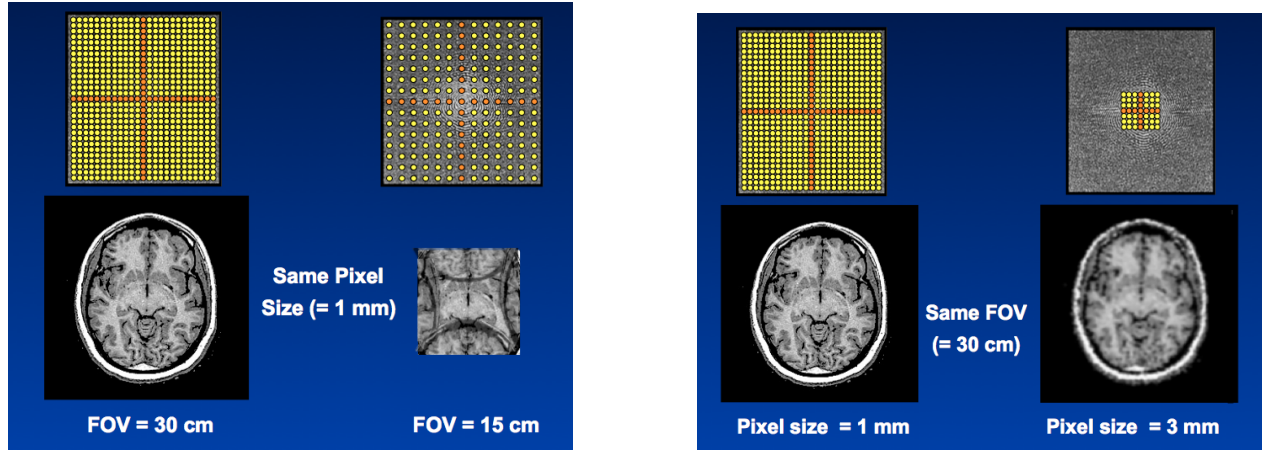 Same Pixel
Size (= 1 mm)
FOV = 30 cm
FOV = 15 cm
Same FOV
(= 30 cm)
Pixel size = 1 mm
Pixel size = 3 mm